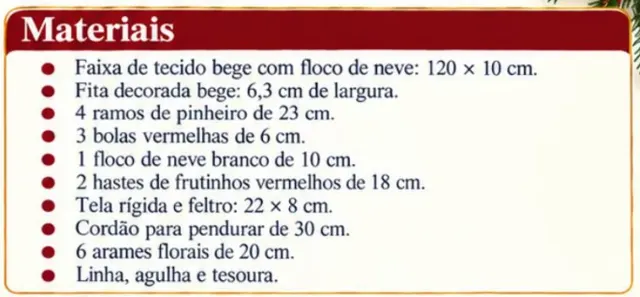 Materiais
Faixa de tecido bege com floco de neve: 120 × 10 cm.
Fita decorada bege: 6,3 cm de largura.
4 ramos de pinheiro de 23 cm.
3 bolas vermelhas de 6 cm.
1 floco de neve branco de 10 cm.
2 hastes de frutinhos vermelhos de 18 cm.
Tela rígida e feltro: 22 × 8 cm.
Cordão para pendurar de 30 cm.
6 arames florais de 20 cm.
Linha, agulha e tesoura.